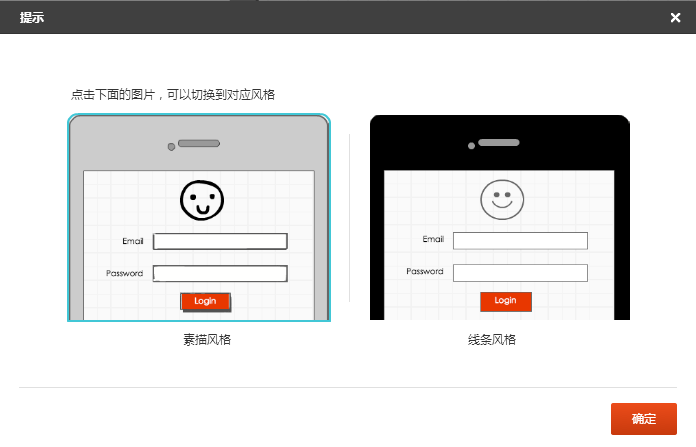 提示
点击下面的图片，可以切换到对应风格
Email
Password
Login
Email
Password
Login
素描风格
线条风格
确定